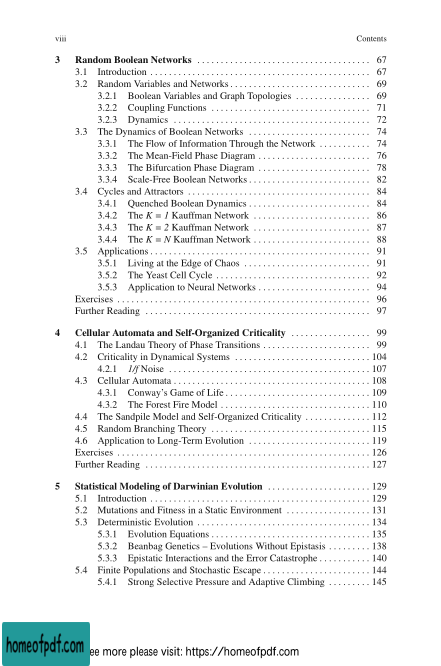 viii Contents
3 Random Boolean Networks . . . . . . . . . . . . . . . . . . . . 67
3.1 Introduction . . . . . . . . . . . . . . . . . . . . 67
3.2 Random Variables and Networks . . . . . . . . . . . . . . . . . . . . 69
3.2.1 Boolean Variables and Graph Topologies . . . . . . . . . . 69
3.2.2 Coupling Functions . . . . . . . . . . . . . . . . . . . . 71
3.2.3 Dynamics . . . . . . . . . . . . . . . . . . . . 72
3.3 The Dynamics of Boolean Networks . . . . . . . . . . . . . . . . . . . . 74
3.3.1 The Flow of Information Through the Network . . . . . . . . . . 74
3.3.2 The Mean-Field Phase Diagram . . . . . . . . . . . . . . . . . . . . 76
3.3.3 The Bifurcation Phase Diagram . . . . . . . . . . . . . . . . . . . . 78
3.3.4 Scale-Free Boolean Networks . . . . . . . . . . . . . . . . . . . . 82
3.4 Cycles and Attractors . . . . . . . . . . . . . . . . . . . . 84
3.4.1 Quenched Boolean Dynamics . . . . . . . . . . . . . . . . . . . . 84
3.4.2 The K = 1 Kauffman Network . . . . . . . . . . . . . . . . . . . . 86
3.4.3 The K = 2 Kauffman Network . . . . . . . . . . . . . . . . . . . . 87
3.4.4 The K = N Kauffman Network . . . . . . . . . . . . . . . . . . . . 88
3.5 Applications . . . . . . . . . . . . . . . . . . . . 91
3.5.1 Living at the Edge of Chaos . . . . . . . . . . . . . . . . . . . . 91
3.5.2 The Yeast Cell Cycle . . . . . . . . . . . . . . . . . . . . 92
3.5.3 Application to Neural Networks . . . . . . . . . . . . . . . . . . . . 94
Exercises . . . . . . . . . . . . . . . . . . . . 96
Further Reading . . . . . . . . . . . . . . . . . . . . 97
4 Cellular Automata and Self-Organized Criticality . . . . . . . . . . 99
4.1 The Landau Theory of Phase Transitions . . . . . . . . . . . . . . . . . . . . 99
4.2 Criticality in Dynamical Systems . . . . . . . . . . . . . . . . . . . . 104
4.2.1 1/f Noise . . . . . . . . . . . . . . . . . . . . 107
4.3 Cellular Automata . . . . . . . . . . . . . . . . . . . . 108
4.3.1 Conway's Game of Life . . . . . . . . . . . . . . . . . . . . 109
4.3.2 The Forest Fire Model . . . . . . . . . . . . . . . . . . . . 110
4.4 The Sandpile Model and Self-Organized Criticality . . . . . . . . . . 112
4.5 Random Branching Theory . . . . . . . . . . . . . . . . . . . . 115
4.6 Application to Long-Term Evolution . . . . . . . . . . . . . . . . . . . . 119
Exercises . . . . . . . . . . . . . . . . . . . . 126
Further Reading . . . . . . . . . . . . . . . . . . . . 127
5 Statistical Modeling of Darwinian Evolution . . . . . . . . . . . . . . . 129
5.1 Introduction . . . . . . . . . . . . . . . . . . . . 129
5.2 Mutations and Fitness in a Static Environment . . . . . . . . . . . . . . . 131
5.3 Deterministic Evolution . . . . . . . . . . . . . . . . . . . . 134
5.3.1 Evolution Equations . . . . . . . . . . . . . . . . . . . . 135
5.3.2 Beanbag Genetics – Evolutions Without Epistasis . . . . . . . . 138
5.3.3 Epistatic Interactions and the Error Catastrophe . . . . . . . . . . 140
5.4 Finite Populations and Stochastic Escape . . . . . . . . . . . . . . . . . . . . 144
5.4.1 Strong Selective Pressure and Adaptive Climbing . . . . . . . . . 145
homeofpdf.com ee more please visit: https://homeofpdf.com